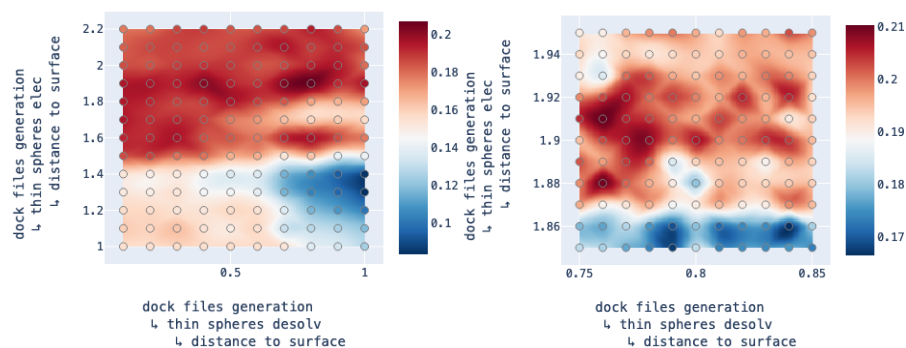 2.2
2
1.8
1.6
1.4
1.2
1
0.5
1
0.2
0.18
0.16
0.14
0.12
0.1
dock files generation
↳ thin spheres elec
↳ distance to surface
dock files generation
↳ thin spheres desolv
↳ distance to surface
1.94
1.92
1.9
1.88
1.86
0.75
0.8
0.85
0.21
0.2
0.19
0.18
0.17
dock files generation
↳ thin spheres elec
↳ distance to surface
dock files generation
↳ thin spheres desolv
↳ distance to surface